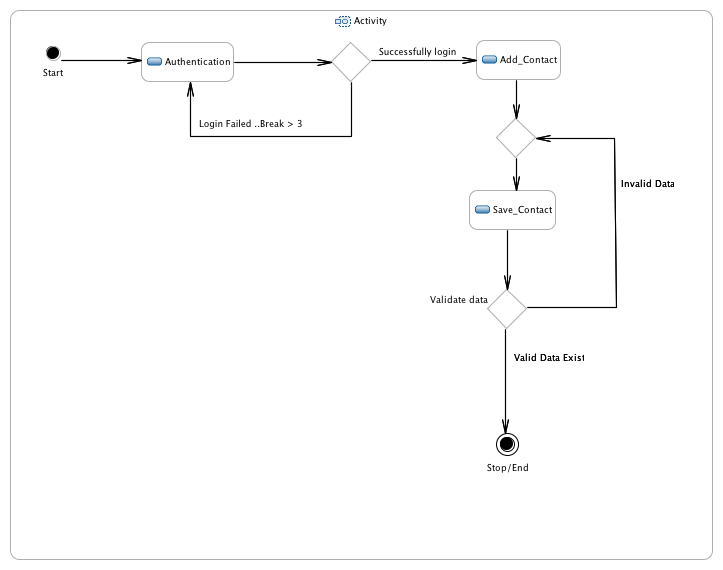 Activity
Start
Authentication
Successfully login
Add_Contact
Login Failed ..Break > 3
Invalid Data
Save_Contact
Validate data
Valid Data Exist
Stop/End